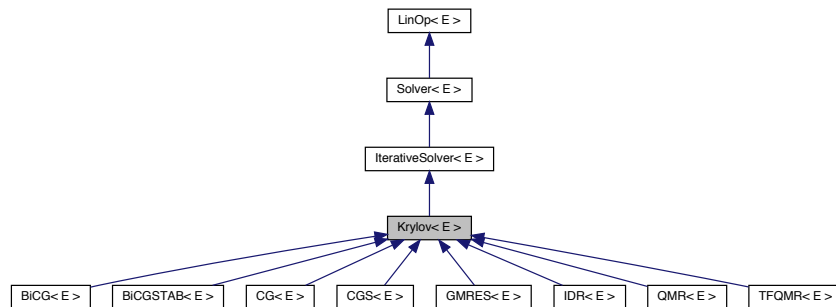 LinOp< E >
Solver< E >
IterativeSolver< E >
Krylov< E >
BiCG< E > BiCGSTAB< E > CG< E > CGS< E > GMRES< E > IDR< E > QMR< E > TFQMR< E >